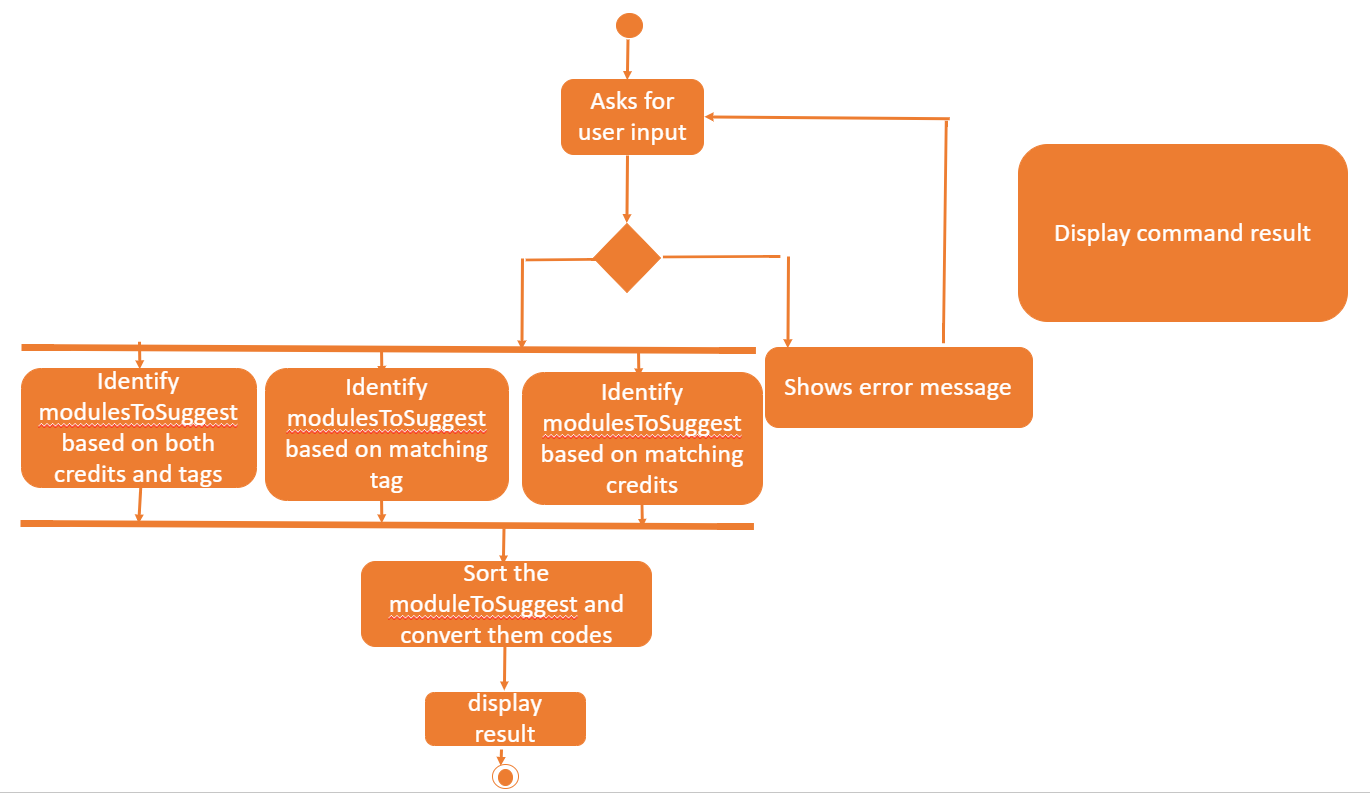 Asks for
user input
Display command result
Shows error message
Identify
modulesToSuggest
based on both
credits and tags
Identify
modulesToSuggest
based on matching
tag
Identify
modulesToSuggest
based on matching
credits
Sort the
moduleToSuggest and
convert them codes
display
result